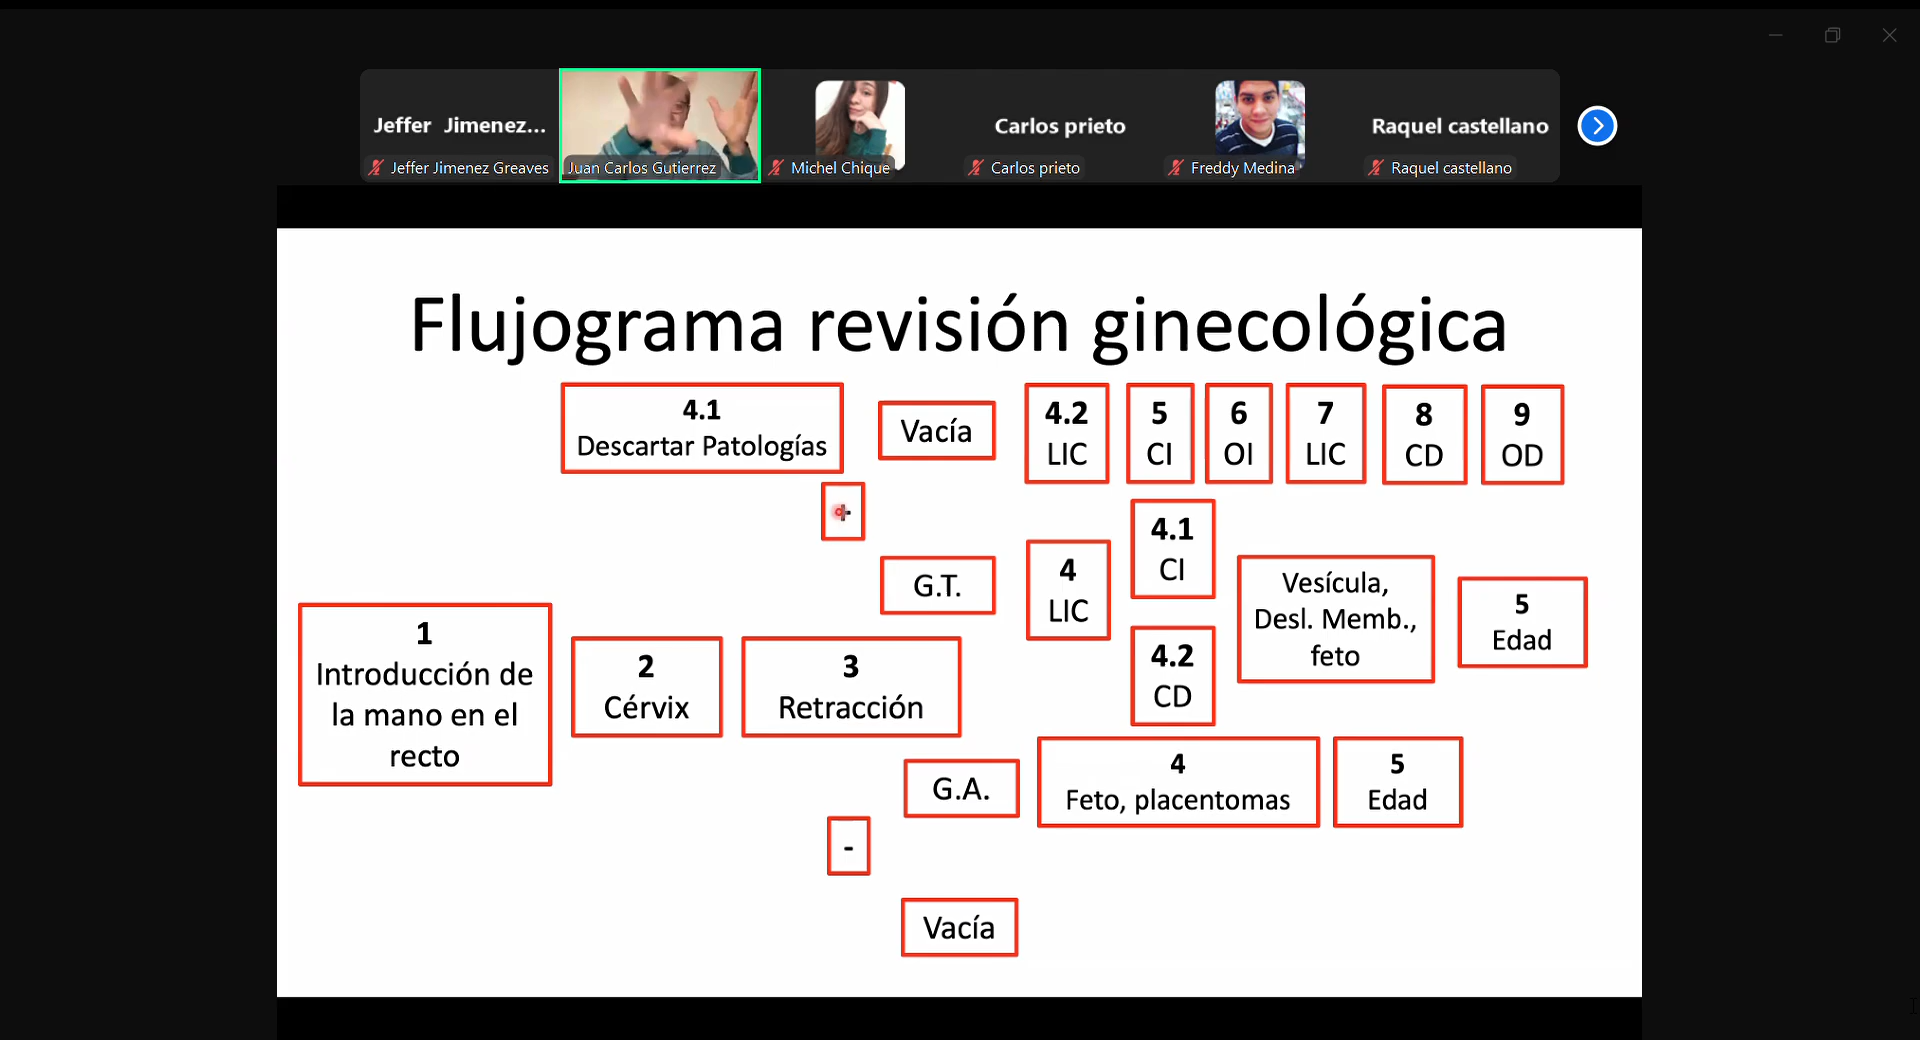 Jeffer Jimenez...
Carlos prieto
Raquel castellano
Jeffer Jimenez Greaves
Juan Carlos Gutierrez
Michel Chique
Carlos prieto
Freddy Medina
Raquel castellano
Flujograma revisión ginecológica
4.1
Descartar Patologías
Vacía
4.2
LIC
5
CI
6
OI
7
LIC
8
CD
9
OD
+
G.T.
4
LIC
4.1
CI
4.2
CD
Vesícula,
Desl. Memb.,
feto
5
Edad
1
Introducción de
la mano en el
recto
2
Cérvix
3
Retracción
G.A.
4
Feto, placentomas
5
Edad
-
Vacía